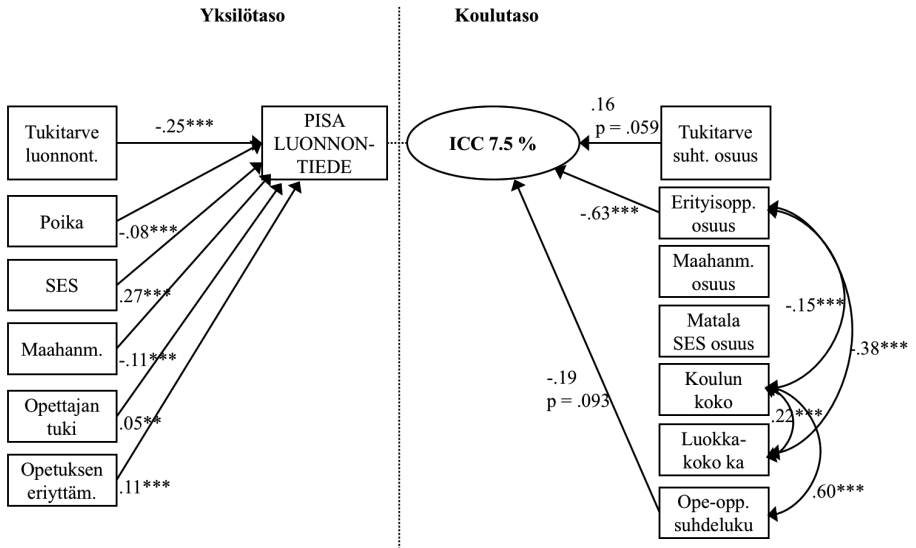 Yksilötaso
Koulutaso
Tukitarve
luonnont.
-.25***
PISA
LUONNON-
TIEDE
Poika
-.08***
SES
.27***
Maahanm.
-.11***
Opettajan
tuki
.05**
Opetuksen
eriyttäm.
.11***
ICC 7.5 %
.16
p = .059
Tukitarve
suht. osuus
-.63***
Erityisopp.
osuus
Maahanm.
osuus
-.15***
Matala
SES osuus
-.38***
-.19
p = .093
Koulun
koko
.22***
Luokka-
koko ka
.60***
Ope-opp.
suhdeluku